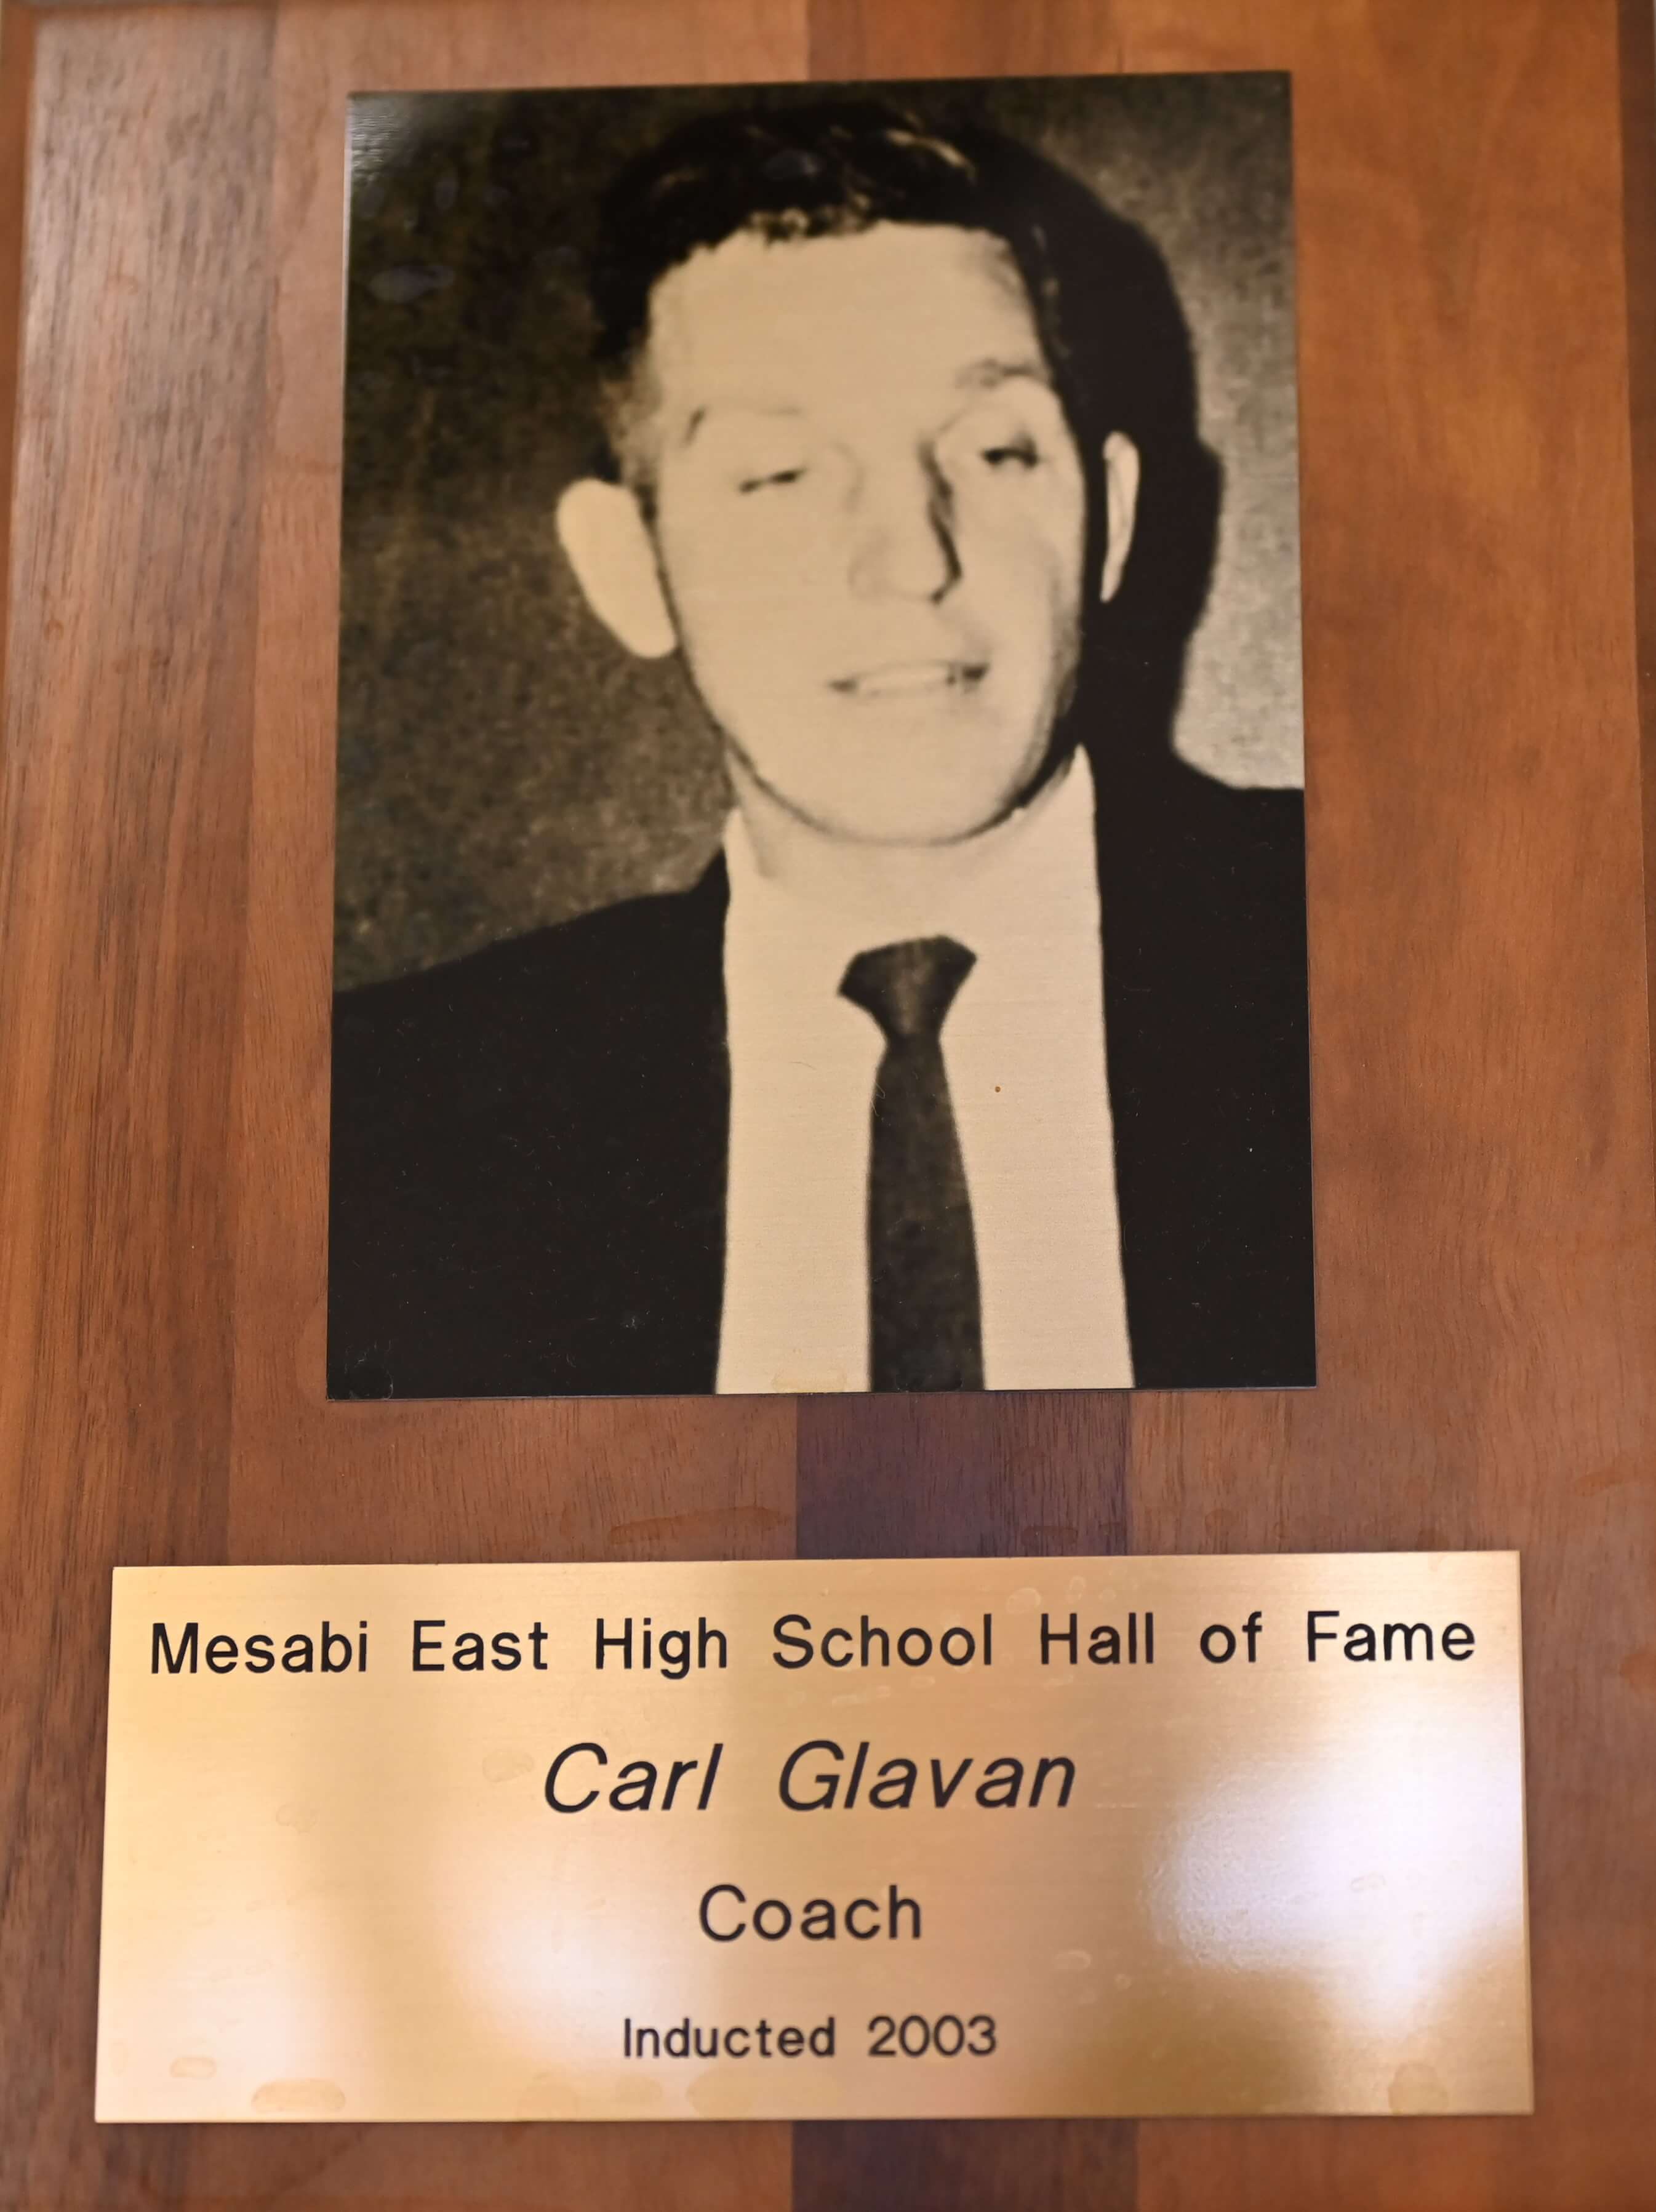 Mesabi East High School Hall of Fame
Carl Glavan
Coach
Inducted 2003